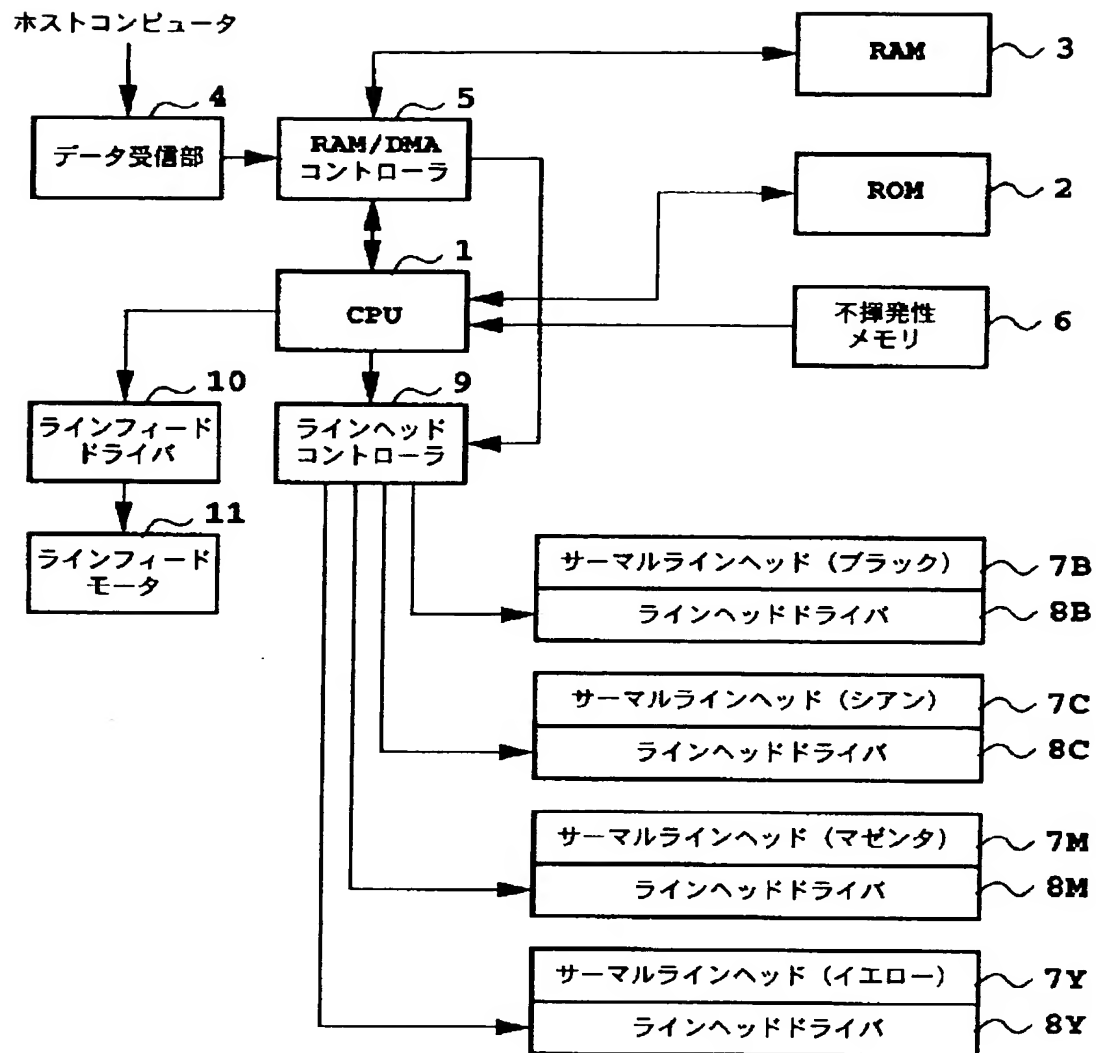 ホストコンピュータ
RAM
3
4
データ受信部
5
RAM/DMA
コントローラ
ROM
2
1
CPU
不揮発性
メモリ
6
10
ラインフィード
ドライバ
9
ラインヘッド
コントローラ
11
ラインフィード
モータ
サーマルラインヘッド(ブラック)
7B
ラインヘッドドライバ
8B
サーマルラインヘッド(シアン)
7C
ラインヘッドドライバ
8C
サーマルラインヘッド(マゼンタ)
7M
ラインヘッドドライバ
8M
サーマルラインヘッド(イエロー)
7Y
ラインヘッドドライバ
8Y